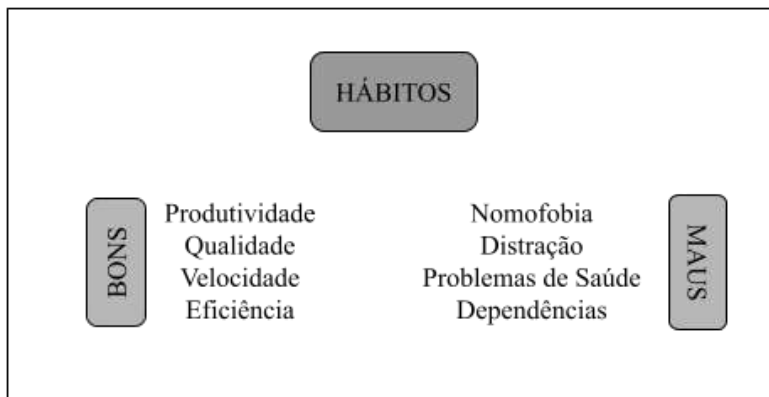 HÁBITOS
BONS
Produtividade
Qualidade
Velocidade
Eficiência
Nomofobia
Distração
Problemas de Saúde
Dependências
MAUS